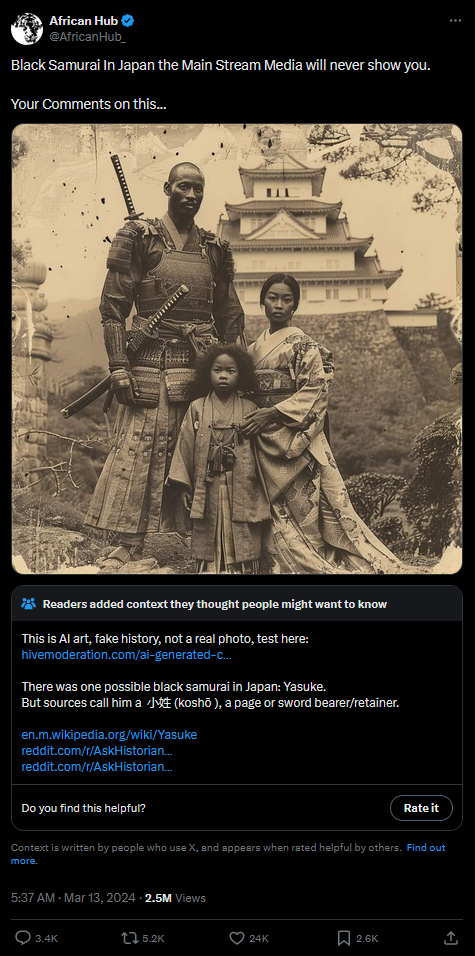 African Hub
@AfricanHub_
Black Samurai In Japan the Main Stream Media will never show you.
Your Comments on this...
Readers added context they thought people might want to know
This is AI art, fake history, not a real photo, test here:
hivemoderation.com/ai-generated-c...
There was one possible black samurai in Japan: Yasuke.
But sources call him a 小姓 (koshō ), a page or sword bearer/retainer.
en.m.wikipedia.org/wiki/Yasuke
reddit.com/r/AskHistorian...
reddit.com/r/AskHistorian...
Do you find this helpful?
Rate it
Context is written by people who use X, and appears when rated helpful by others. Find out
more.
5:37 AM · Mar 13, 2024 · 2.5M Views
3.4K 5.2K 24K 2.6K